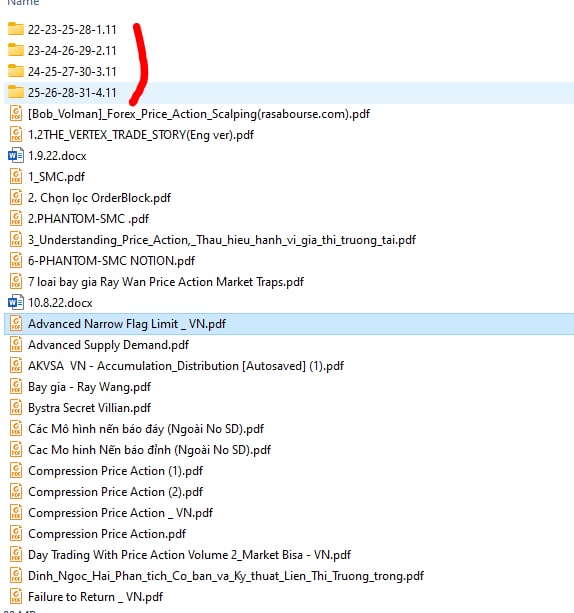 Name
22-23-25-28-1.11
23-24-26-29-2.11
24-25-27-30-3.11
25-26-28-31-4.11
[Bob_Volman]_Forex_Price_Action_Scalping(rasabourse.com).pdf
1.2THE_VERTEX_TRADE_STORY(Eng ver).pdf
1.9.22.docx
1_SMC.pdf
2. Chọn lọc OrderBlock.pdf
2.PHANTOM-SMC .pdf
3_Understanding_Price_Action,_Thau_hieu_hanh_vi_gia_thi_truong_tai.pdf
6-PHANTOM-SMC NOTION.pdf
7 loai bay gia Ray Wan Price Action Market Traps.pdf
10.8.22.docx
Advanced Narrow Flag Limit _ VN.pdf
Advanced Supply Demand.pdf
AKVSA  VN - Accumulation_Distribution [Autosaved] (1).pdf
Bay gia - Ray Wang.pdf
Bystra Secret Villian.pdf
Các Mô hình nến báo đáy (Ngoài No SD).pdf
Cac Mo hinh Nến báo đỉnh (Ngoài No SD).pdf
Compression Price Action (1).pdf
Compression Price Action (2).pdf
Compression Price Action _ VN.pdf
Compression Price Action.pdf
Day Trading With Price Action Volume 2_Market Bisa - VN.pdf
Dinh_Ngoc_Hai_Phan_tich_Co_ban_va_Ky_thuat_Lien_Thi_Truong_trong.pdf
Failure to Return _ VN.pdf